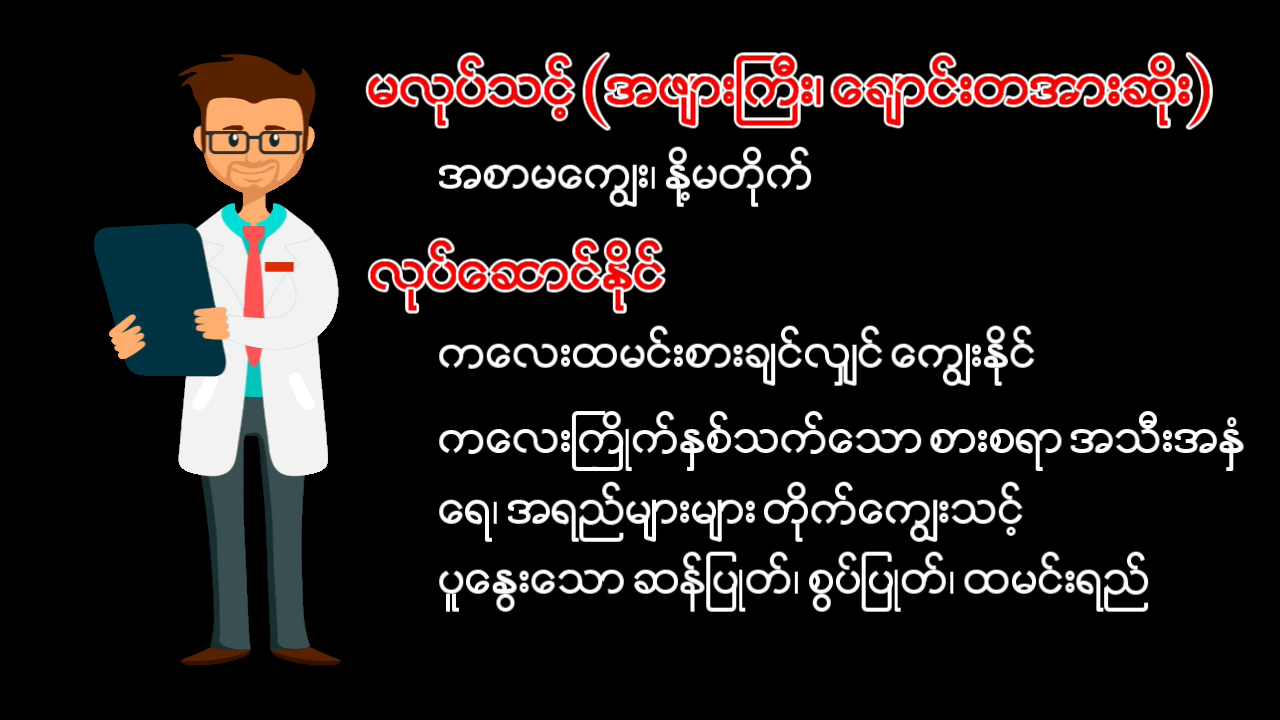 မလုပ်သင့် (အဖျားကြီး၊ ချောင်းတအားဆိုး)
အစာမကျွေး၊ နို့မတိုက်
လုပ်ဆောင်နိုင်
ကလေးထမင်းစားချင်လျှင် ကျွေးနိုင်
ကလေးကြိုက်နှစ်သက်သော စားစရာ အသီးအနှံ
ရေ၊ အရည်များများ တိုက်ကျွေးသင့်
ပူနွေးသော ဆန်ပြုတ်၊ စွပ်ပြုတ်၊ ထမင်းရည်